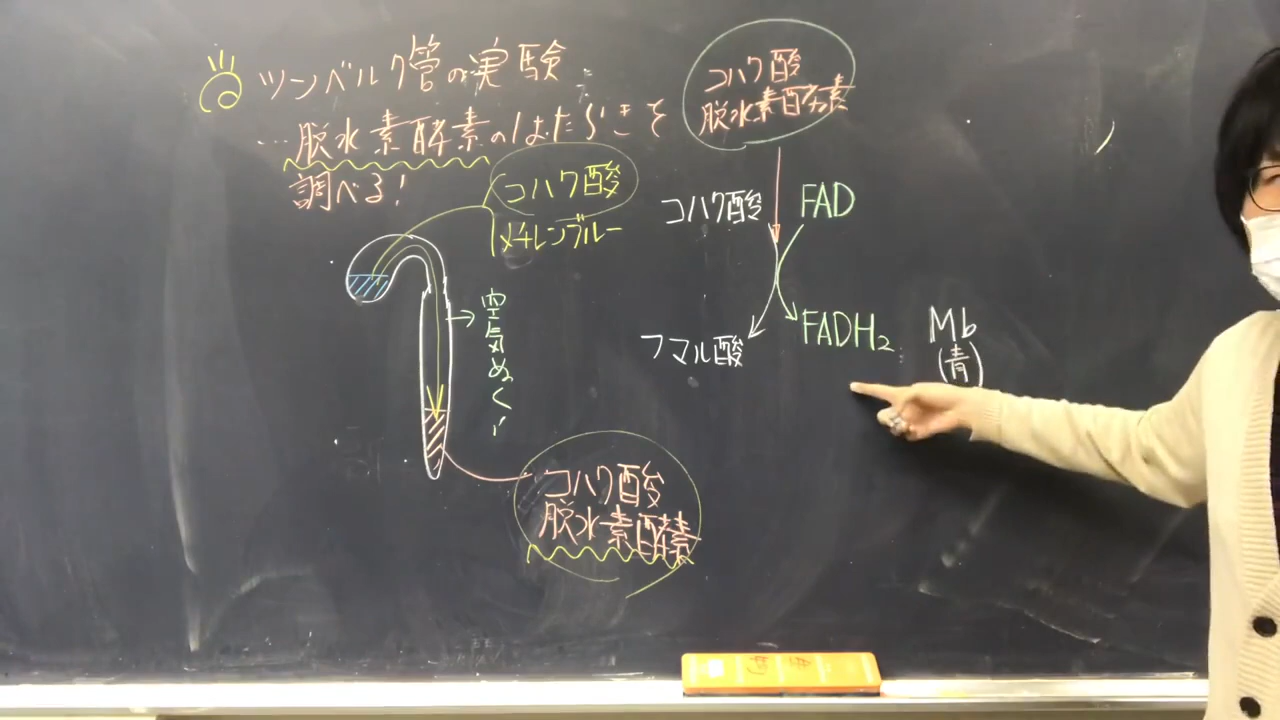 ツンベルク管の実験
…脱水素酵素のはたらきを
調べる!
コハク酸
メチレンブルー
空気ぬく
コハク酸
脱水素酵素
コハク酸
脱水素酵素
コハク酸
FAD
フマル酸
FADH₂
Mb
(青)